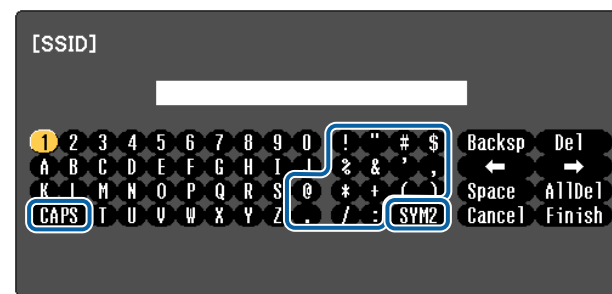 [SSID]
1 2 3 4 5 6 7 8 9 0 ! " # $ Backsp Del
A B C D E F G H I J % & ' , ← →
K L M N O P Q R S @ * + ( ) Space AllDel
CAPS T U V W X Y Z . / : SYM2 Cancel Finish